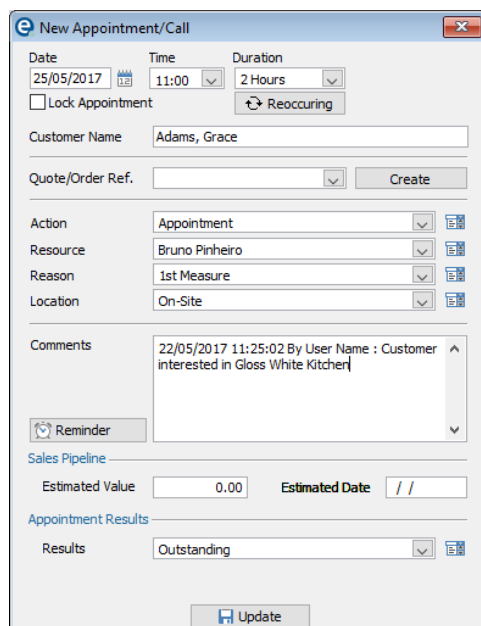 New Appointment/Call
Date Time Duration
25/05/2017 12 11:00 2 Hours
Lock Appointment Reoccuring
Customer Name Adams, Grace
Quote/Order Ref. Create
Action Appointment
Resource Bruno Pinheiro
Reason 1st Measure
Location On-Site
Comments 22/05/2017 11:25:02 By User Name : Customer
interested in Gloss White Kitchen
Reminder
Sales Pipeline
Estimated Value 0.00 Estimated Date / /
Appointment Results
Results Outstanding
Update